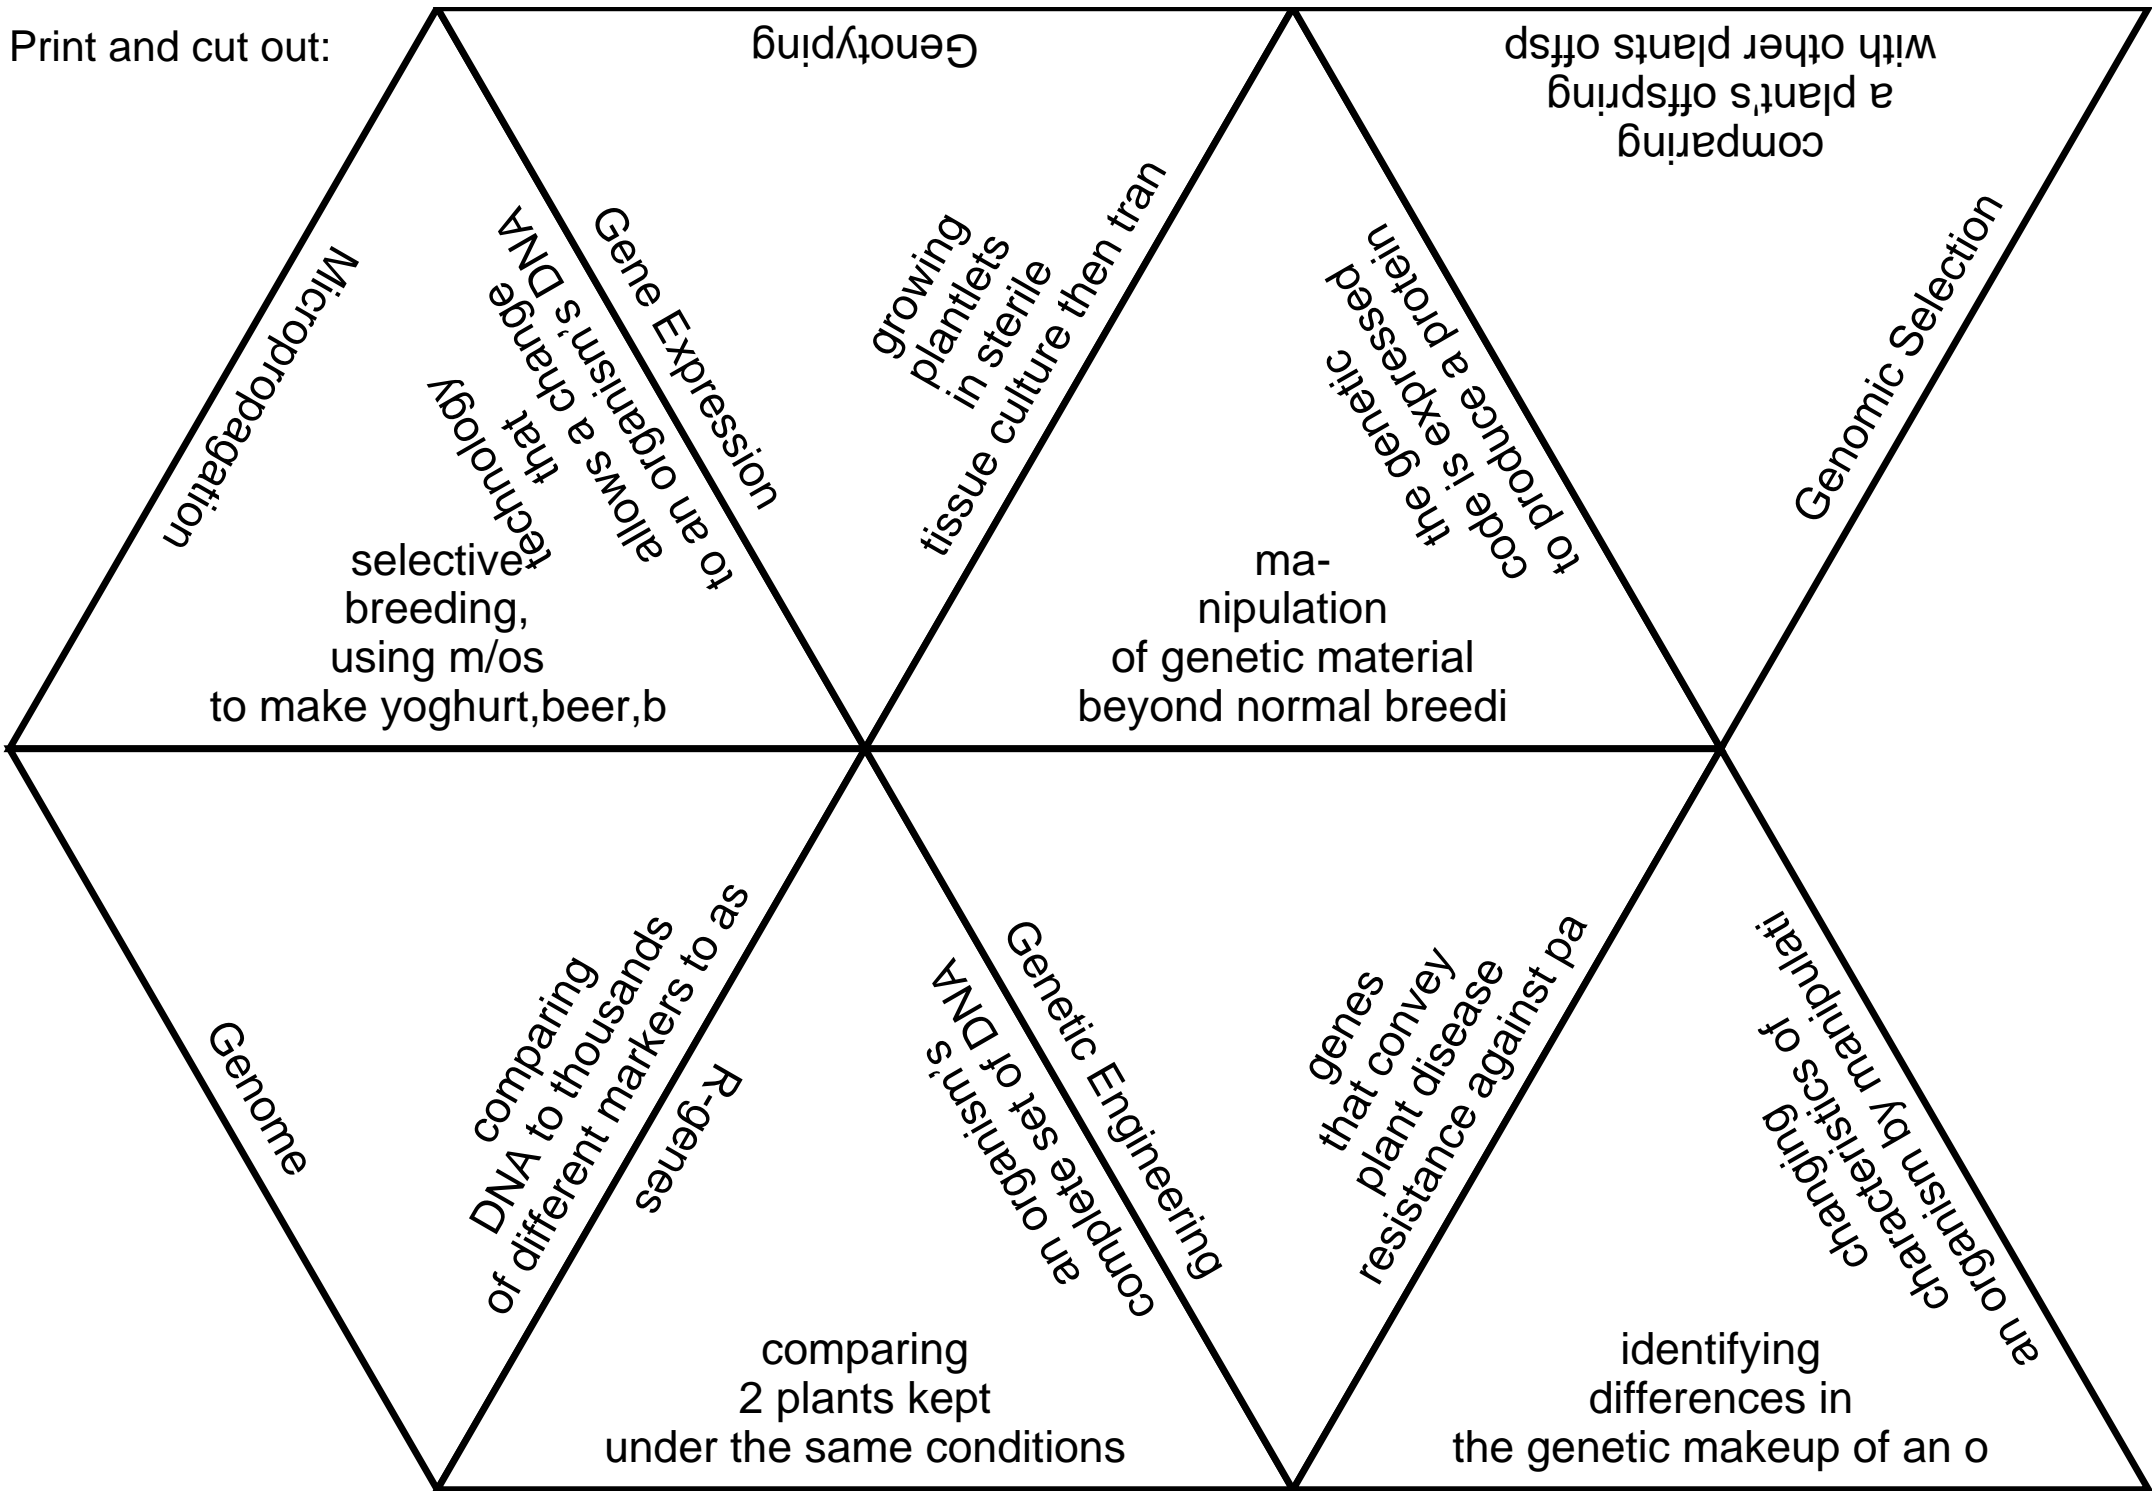 Print and cut out:
Genotyping
comparing
a plant's offspring
with other plants offsp
Micropropagation
technology
that
allows a change
to an organism's DNA
Gene Expression
growing
plantlets
in sterile
tissue culture then tran
the genetic
code is expressed
to produce a protein
Genomic Selection
selective
breeding,
using m/os
to make yoghurt,beer,b
ma-
nipulation
of genetic material
beyond normal breedi
Genome
comparing
DNA to thousands
of different markers to as
R-genes
an organism's
complete set of DNA
Genetic Engineering
genes
that convey
plant disease
resistance against pa
changing
characteristics of
an organism by manipulati
comparing
2 plants kept
under the same conditions
identifying
differences in
the genetic makeup of an o